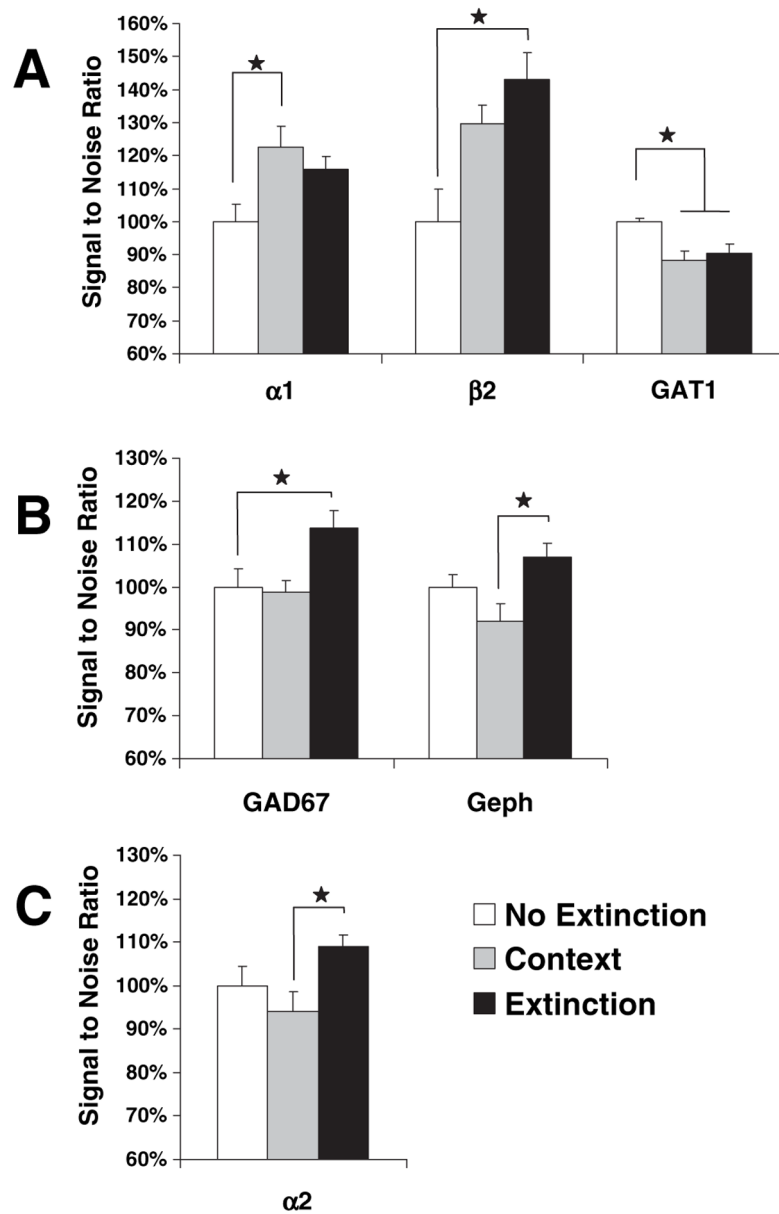 A
Signal to Noise Ratio
160%
150%
140%
130%
120%
110%
100%
90%
80%
70%
60%
α1 β2 GAT1
B
Signal to Noise Ratio
130%
120%
110%
100%
90%
80%
70%
60%
GAD67 Geph
C
Signal to Noise Ratio
130%
120%
110%
100%
90%
80%
70%
60%
α2
No Extinction
Context
Extinction